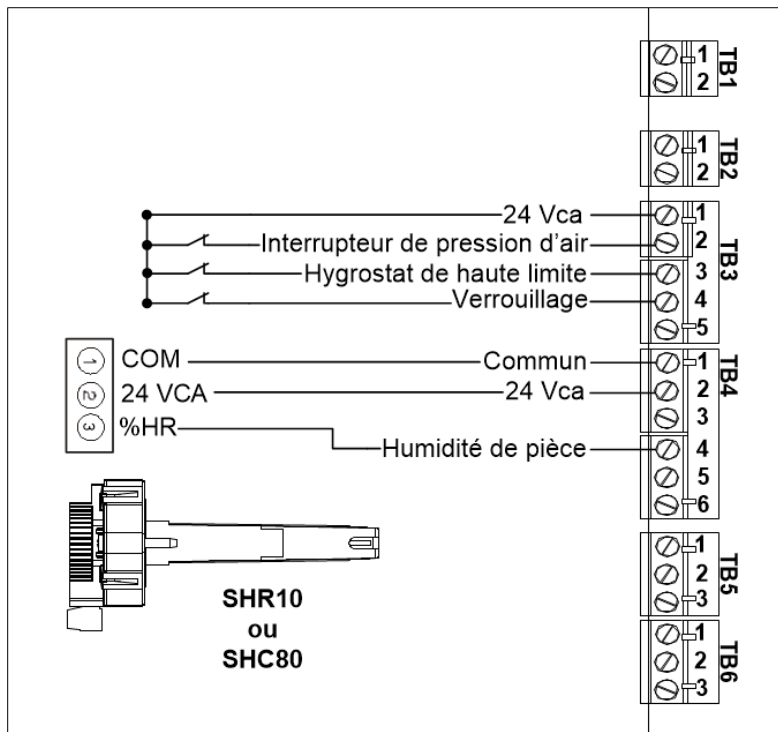 1
2
TB1
1
2
TB2
24 Vca
1
Interrupteur de pression d'air
2
Hygrostat de haute limite
3
Verrouillage
4
5
TB3
1
COM
Commun
1
2
24 VCA
24 Vca
2
3
3
%HR
Humidité de pièce
4
5
6
TB4
SHR10
ou
SHC80
1
2
3
TB5
1
2
3
TB6